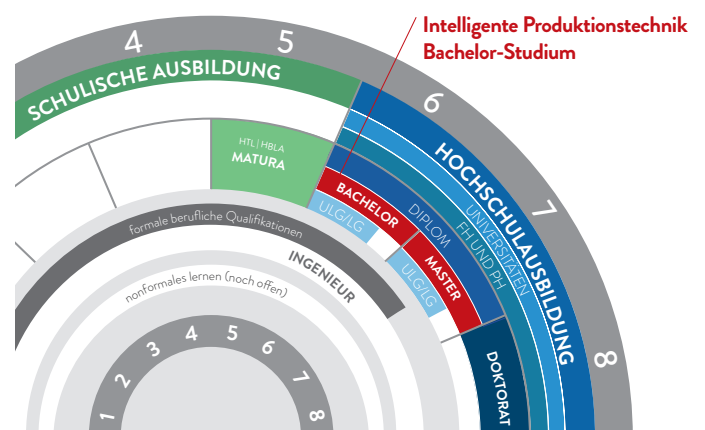 Intelligente Produktionstechnik
Bachelor-Studium
4
5
6
7
8
SCHULISCHE AUSBILDUNG
HOCHSCHULAUSBILDUNG
UNIVERSITÄTEN
FH UND PH
HTL | HBLA
MATURA
BACHELOR
DIPLOM
ULG/LG
MASTER
ULG/LG
DOKTORAT
formale berufliche Qualifikationen
INGENIEUR
nonformales lernen (noch offen)
1
2
3
4
5
6
7
8